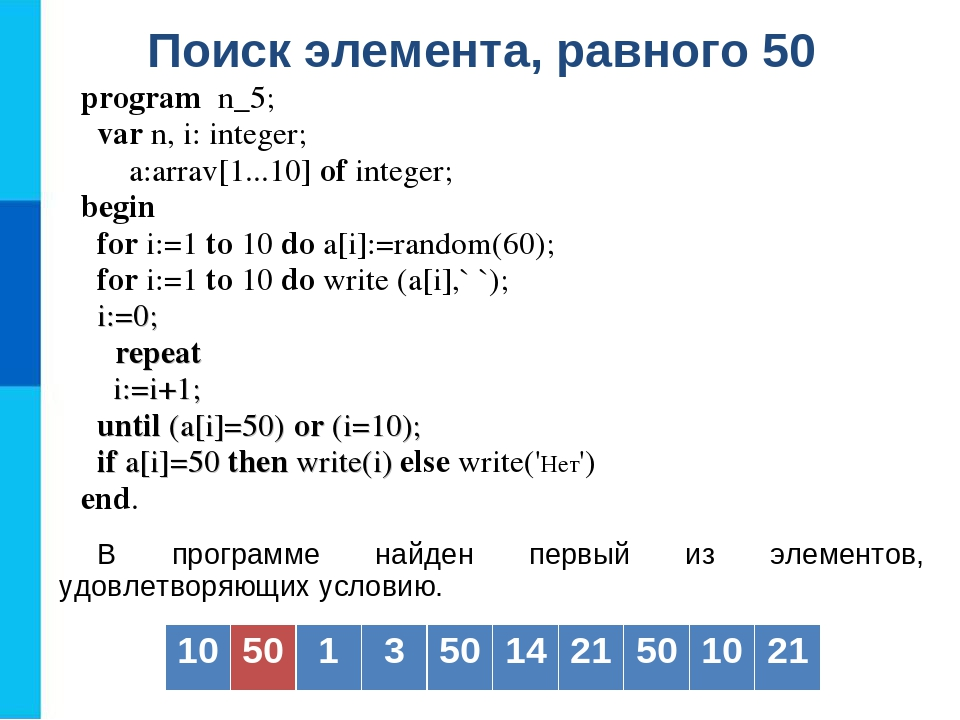 Поиск элемента, равного 50
program n_5;
var n, i: integer;
a:arrav[1...10] of integer;
begin
for i:=1 to 10 do a[i]:=random(60);
for i:=1 to 10 do write (a[i],` `);
i:=0;
repeat
i:=i+1;
until (a[i]=50) or (i=10);
if a[i]=50 then write(i) else write('Нет')
end.
В программе найден первый из элементов,
удовлетворяющих условию.
10 50 1 3 50 14 21 50 10 21